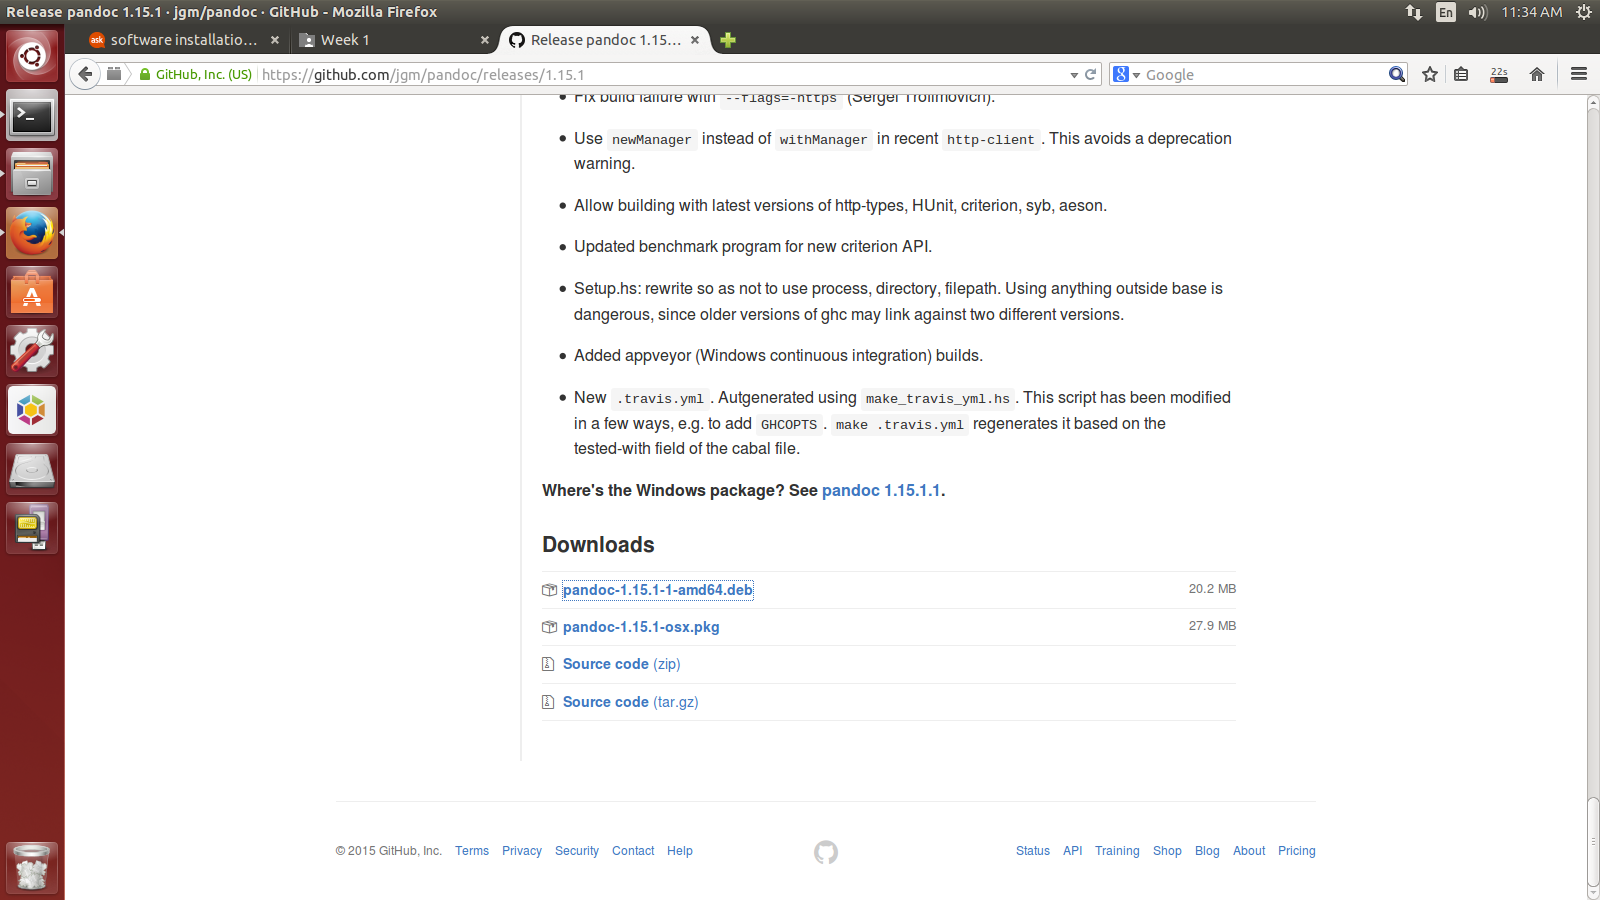 Release pandoc 1.15.1 · jgm/pandoc · GitHub - Mozilla Firefox
En
11:34 AM
ask
software installatio...
Week 1
Release pandoc 1.15...
GitHub, Inc. (US)
https://github.com/jgm/pandoc/releases/1.15.1
8
Google
22s
Fix build failure with --flags=-https (Sergei Trofimovich).
Use newManager instead of withManager in recent http-client. This avoids a deprecation
warning.
Allow building with latest versions of http-types, HUnit, criterion, syb, aeson.
Updated benchmark program for new criterion API.
Setup.hs: rewrite so as not to use process, directory, filepath. Using anything outside base is
dangerous, since older versions of ghc may link against two different versions.
Added appveyor (Windows continuous integration) builds.
New .travis.yml. Autgenerated using make_travis_yml.hs. This script has been modified
in a few ways, e.g. to add GHCOPTS. make .travis.yml regenerates it based on the
tested-with field of the cabal file.
Where's the Windows package? See pandoc 1.15.1.1.
Downloads
pandoc-1.15.1-1-amd64.deb
20.2 MB
pandoc-1.15.1-osx.pkg
27.9 MB
Source code (zip)
Source code (tar.gz)
© 2015 GitHub, Inc. Terms Privacy Security Contact Help
Status API Training Shop Blog About Pricing